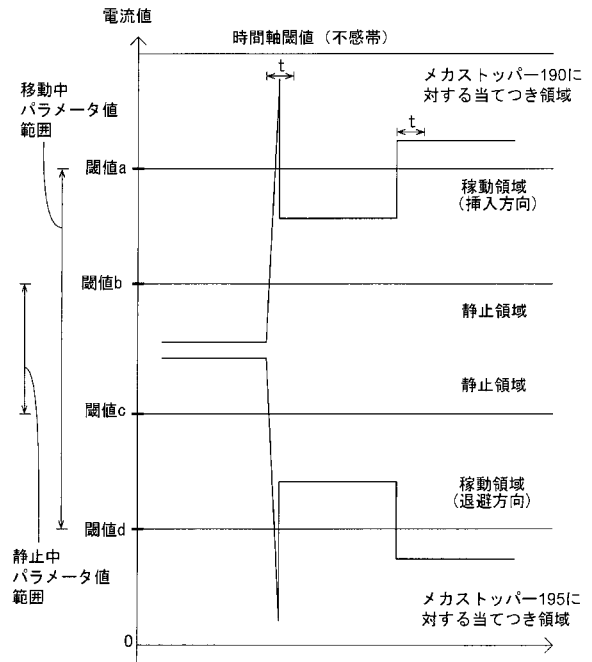 電流値
時間軸閾値（不感帯）
t
メカストッパー190に
対する当てつき領域
移動中
パラメータ値
範囲
t
閾値a
稼動領域
（挿入方向）
閾値b
静止領域
静止領域
閾値c
稼動領域
（退避方向）
閾値d
静止中
パラメータ値
範囲
メカストッパー195に
対する当てつき領域
0